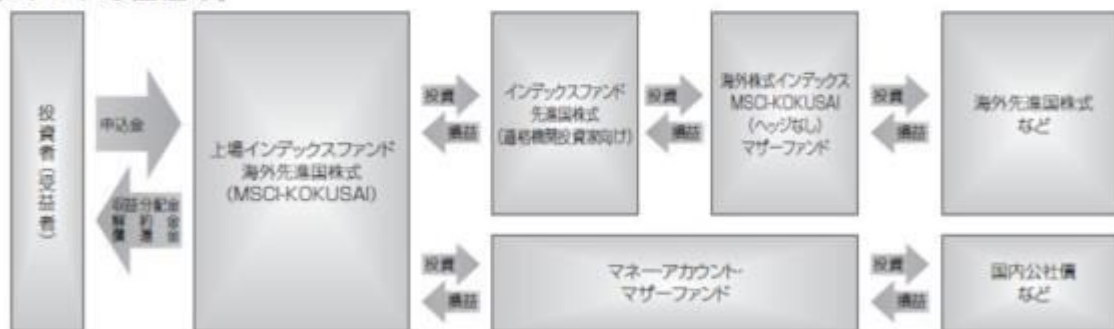 投資者(受益者)
申込金
収益分配金
解約金
償還金
上場インデックスファンド
海外先進国株式
(MSCI-KOKUSAI)
投資
損益
インデックスファンド
先進国株式
(適格機関投資家向け)
投資
損益
海外株式インデックス
MSCI-KOKUSAI
(ヘッジなし)
マザーファンド
投資
損益
海外先進国株式
など
投資
損益
マネー・アカウント・
マザーファンド
投資
損益
国内公社債
など